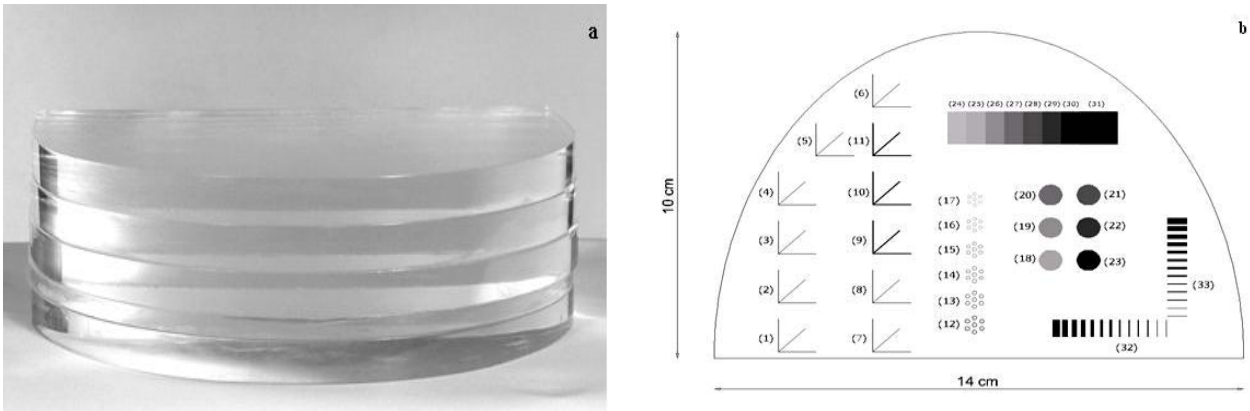 a
b
(6)
(24) (25) (26) (27) (28) (29) (30) (31)
(5) (11)
(4) (10) (17) (20) (21)
(3) (9) (16) (19) (22)
(15)
(18) (23)
(2) (8) (14) (33)
(13)
(1) (7) (12)
(32)
10 cm
14 cm